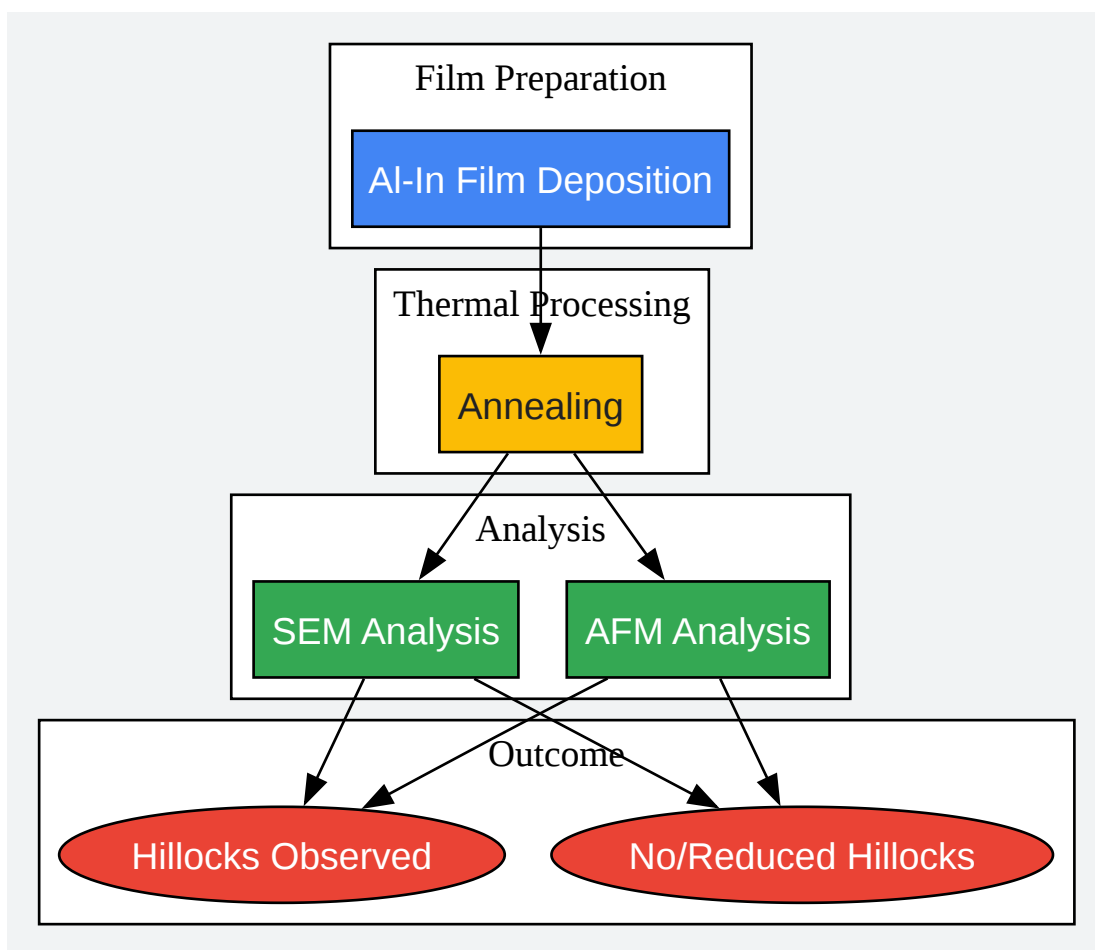 Film Preparation
Al-In Film Deposition
Thermal Processing
Annealing
Analysis
SEM Analysis
AFM Analysis
Outcome
Hillocks Observed
No/Reduced Hillocks